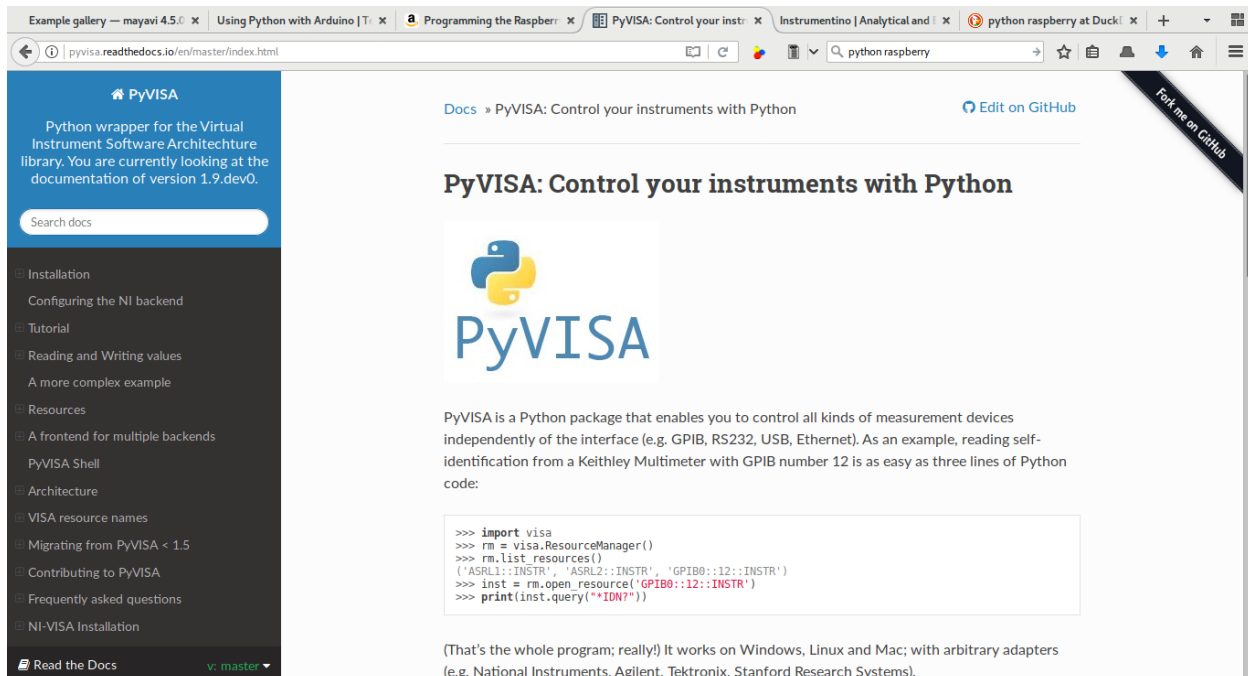 Example gallery — mayavi 4.5.0
Using Python with Arduino | Te
Programming the Raspberr
PyVISA: Control your instr
Instrumentino | Analytical and
python raspberry at Duck
pyvisa.readthedocs.io/en/master/index.html
python raspberry
PyVISA
Python wrapper for the Virtual
Instrument Software Architechture
library. You are currently looking at the
documentation of version 1.9.dev0.
Search docs
Installation
Configuring the NI backend
Tutorial
Reading and Writing values
A more complex example
Resources
A frontend for multiple backends
PyVISA Shell
Architecture
VISA resource names
Migrating from PyVISA < 1.5
Contributing to PyVISA
Frequently asked questions
NI-VISA Installation
Read the Docs v: master
Docs » PyVISA: Control your instruments with Python
Edit on GitHub
Fork me on GitHub
PyVISA: Control your instruments with Python
PyVISA
PyVISA is a Python package that enables you to control all kinds of measurement devices
independently of the interface (e.g. GPIB, RS232, USB, Ethernet). As an example, reading self-
identification from a Keithley Multimeter with GPIB number 12 is as easy as three lines of Python
code:
>>> import visa
>>> rm = visa.ResourceManager()
>>> rm.list_resources()
('ASRL1::INSTR', 'ASRL2::INSTR', 'GPIB0::12::INSTR')
>>> inst = rm.open_resource('GPIB0::12::INSTR')
>>> print(inst.query("*IDN?"))
(That's the whole program; really!) It works on Windows, Linux and Mac; with arbitrary adapters
(e.g. National Instruments, Agilent, Tektronix, Stanford Research Systems).